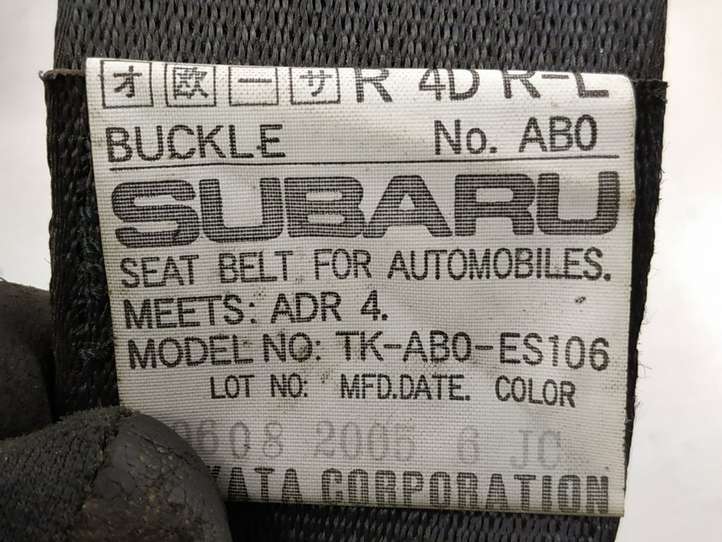 オ 欧 一 サ R 4D R-L
BUCKLE No. AB0
SUBARU
SEAT BELT FOR AUTOMOBILES.
MEETS: ADR 4.
MODEL NO: TK-AB0-ES106
LOT NO: MFD.DATE. COLOR
0608 2005 6 JC
KATA CORPORATION